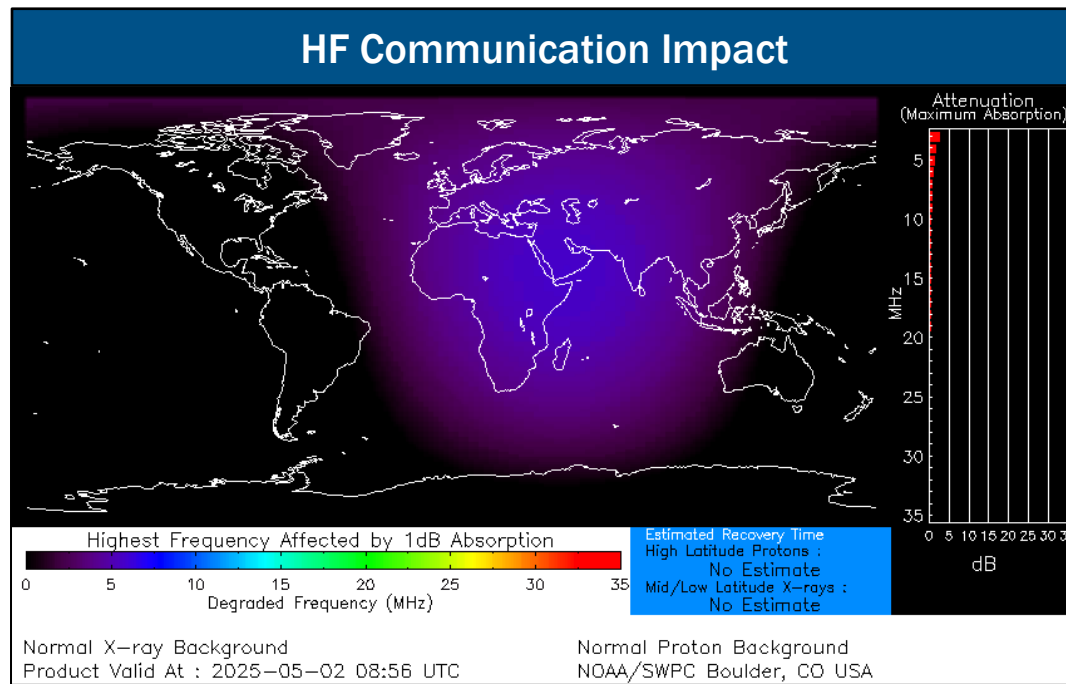 HF Communication Impact
Attenuation
(Maximum Absorption)
5
10
15
20
25
30
35
MHz
0 5 10 15 20 25 30 3
dB
Highest Frequency Affected by 1dB Absorption
0 5 10 15 20 25 30 35
Degraded Frequency (MHz)
Estimated Recovery Time
High Latitude Protons :
No Estimate
Mid/Low Latitude X-rays :
No Estimate
Normal X-ray Background
Product Valid At : 2025-05-02 08:56 UTC
Normal Proton Background
NOAA/SWPC Boulder, CO USA